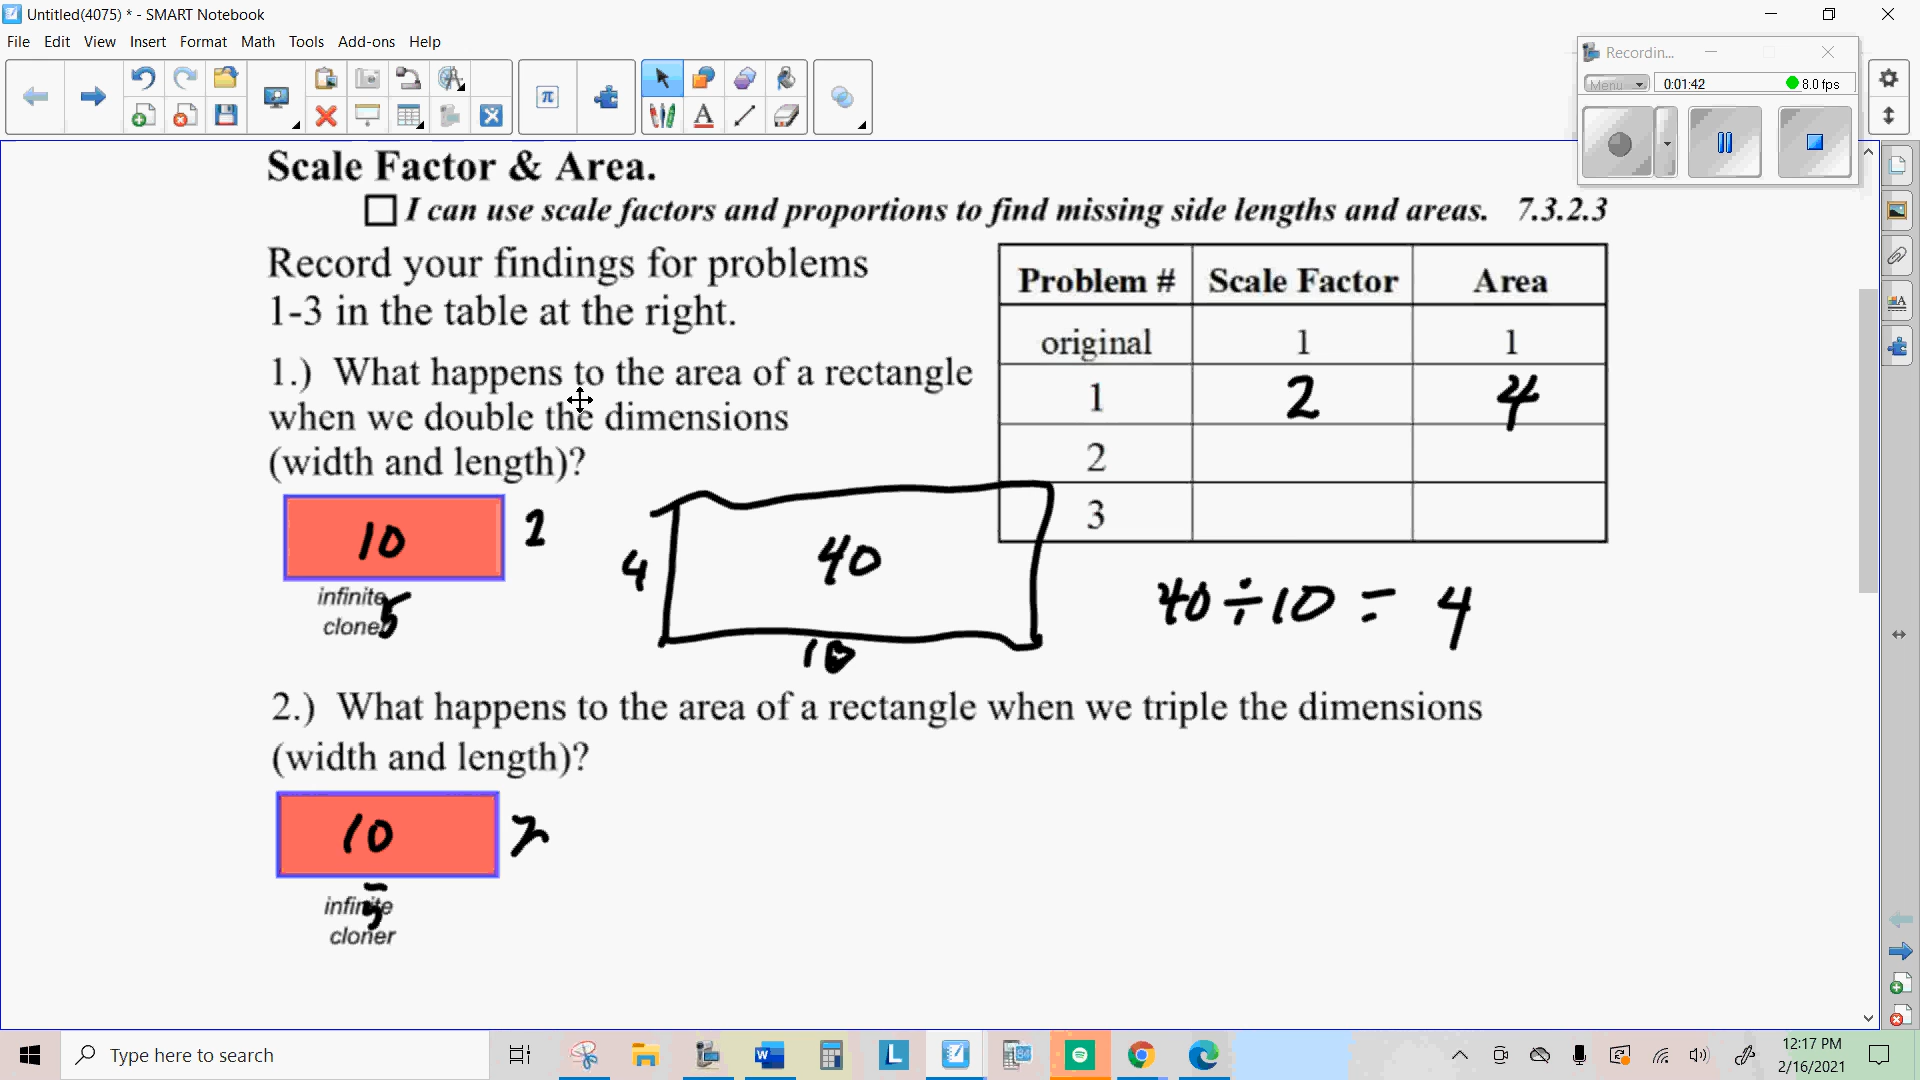 Untitled(4075) * - SMART Notebook
File Edit View Insert Format Math Tools Add-ons Help
Recordin...
Menu 0:01:42 8.0 fps
π
A
Scale Factor & Area.
I can use scale factors and proportions to find missing side lengths and areas. 7.3.2.3
Record your findings for problems
1-3 in the table at the right.
Problem # Scale Factor Area
original 1 1
1 2 4
2
3
1.) What happens to the area of a rectangle
when we double the dimensions
(width and length)?
10 2
infinite
cloner
5
4 40
10
40 ÷ 10 = 4
2.) What happens to the area of a rectangle when we triple the dimensions
(width and length)?
10 2
infinite
cloner
5
Type here to search
12:17 PM
2/16/2021